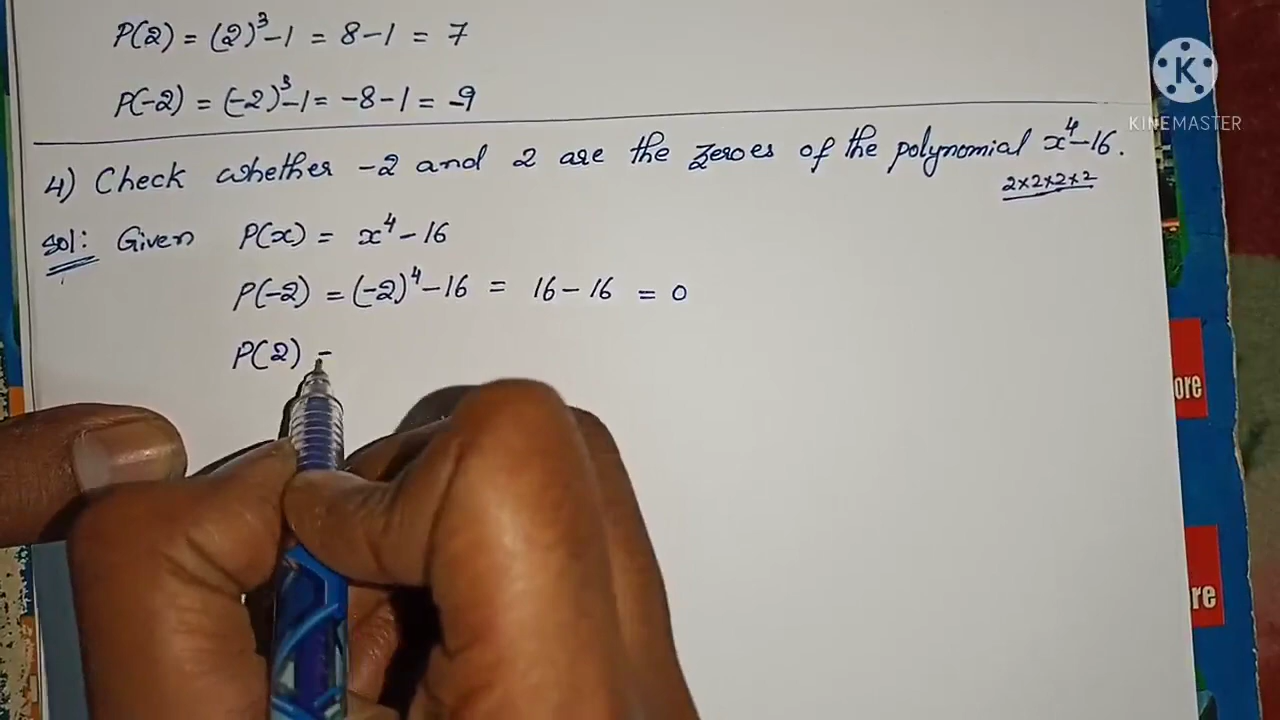 P(2) = (2)³-1 = 8-1 = 7
P(-2) = (-2)³-1 = -8-1 = -9
K
KINEMASTER
4) Check whether -2 and 2 are the zeroes of the polynomial x⁴-16.
2×2×2×2
Sol: Given P(x) = x⁴-16
P(-2) = (-2)⁴-16 = 16-16 = 0
P(2) -
ore
re